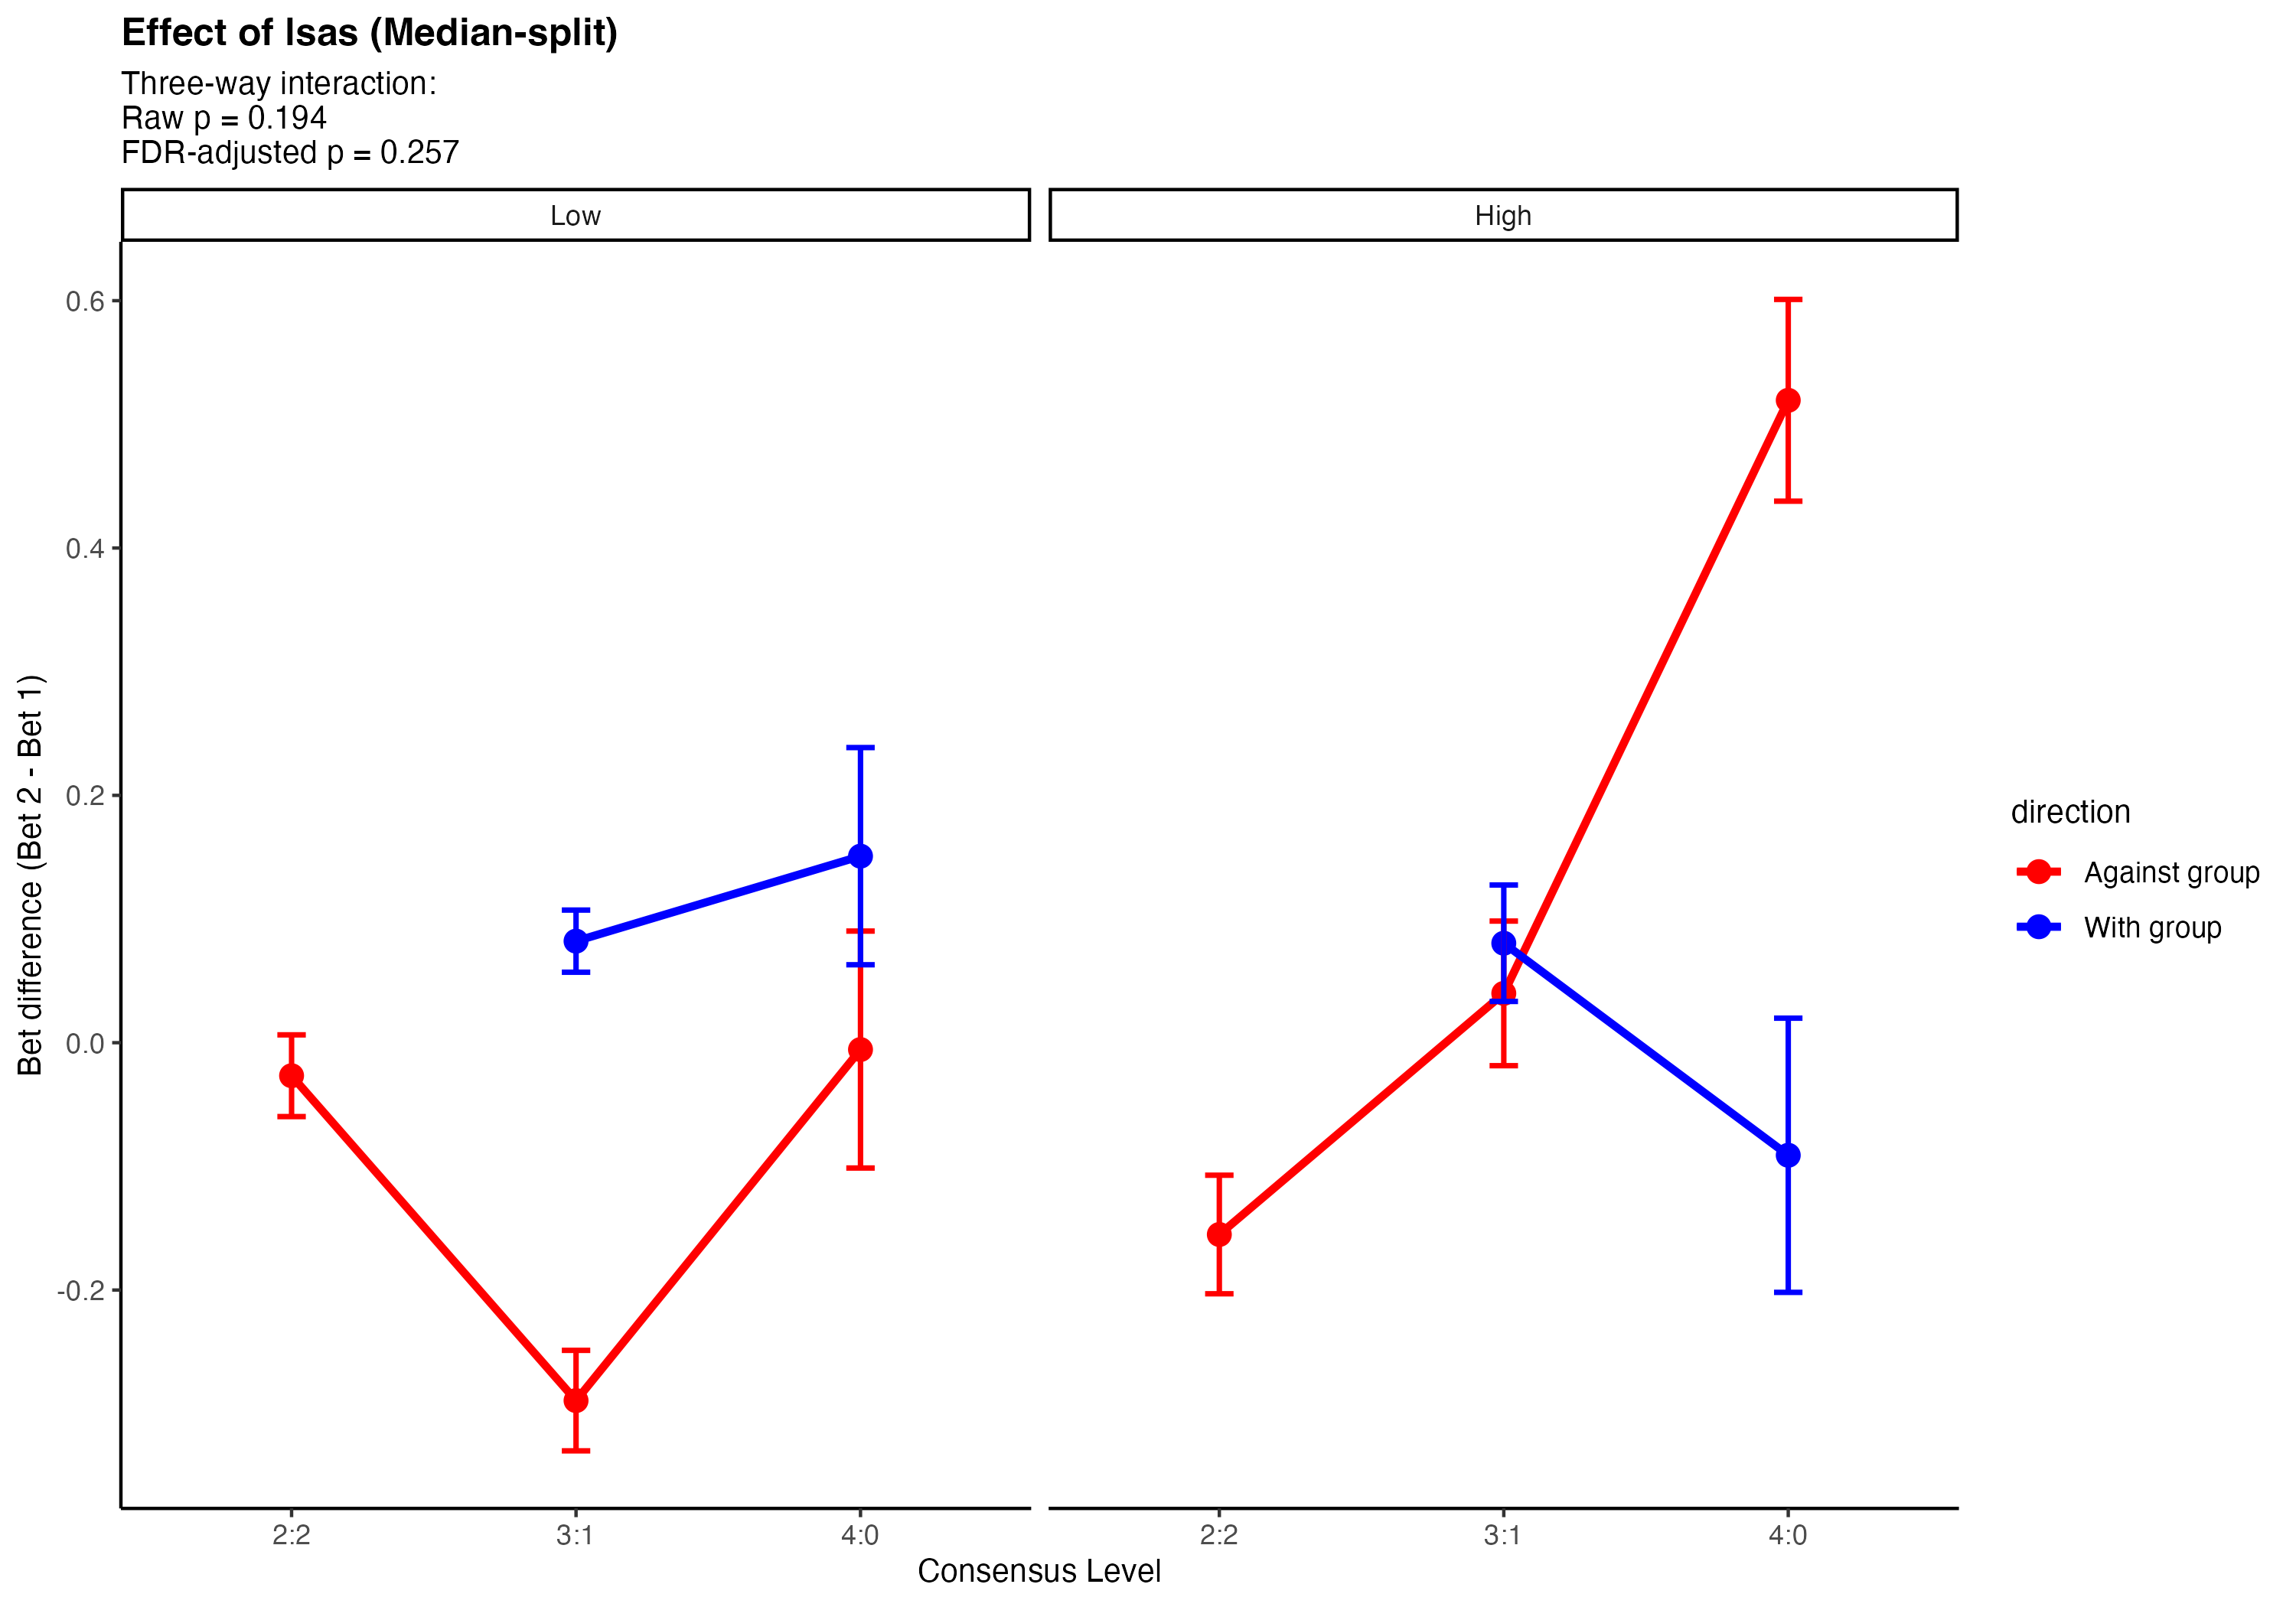 Effect of lsas (Median-split)
Three-way interaction:
Raw p = 0.194
FDR-adjusted p = 0.257
Low
High
0.6
0.4
0.2
0.0
-0.2
Bet difference (Bet 2 - Bet 1)
2:2
3:1
4:0
2:2
3:1
4:0
Consensus Level
direction
Against group
With group